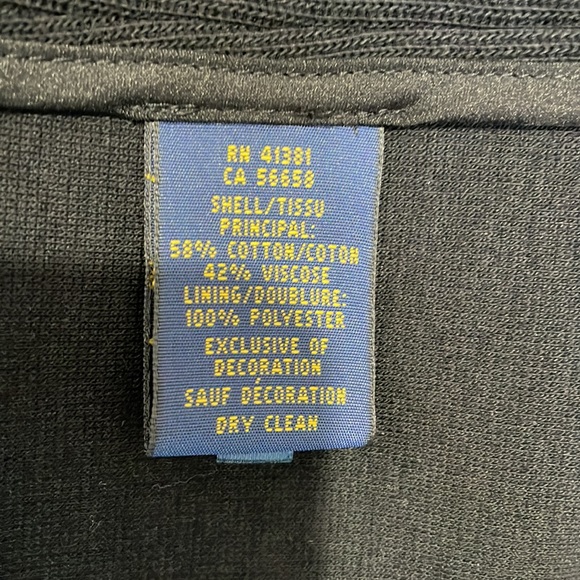 RN 41381
CA 56658
SHELL/TISSU
PRINCIPAL:
58% COTTON/COTON
42% VISCOSE
LINING/DOUBLURE:
100% POLYESTER
EXCLUSIVE OF
DECORATION
SAUF DÉCORATION
DRY CLEAN